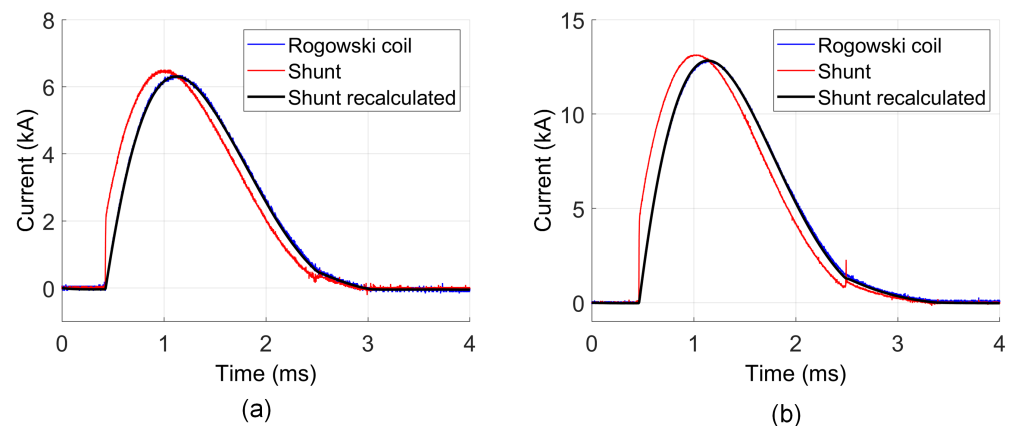 8
6
4
2
0
Current (kA)
Rogowski coil
Shunt
Shunt recalculated
0 1 2 3 4
Time (ms)
(a)
15
10
5
0
Current (kA)
Rogowski coil
Shunt
Shunt recalculated
0 1 2 3 4
Time (ms)
(b)